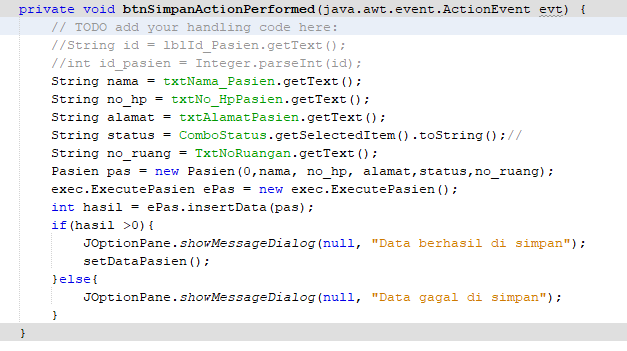 private void btnSimpanActionPerformed(java.awt.event.ActionEvent evt) {
// TODO add your handling code here:
//String id = lblId_Pasien.getText();
//int id_pasien = Integer.parseInt(id);
String nama = txtNama_Pasien.getText();
String no_hp = txtNo_HpPasien.getText();
String alamat = txtAlamatPasien.getText();
String status = ComboStatus.getSelectedItem().toString();//
String no_ruang = TxtNoRuangan.getText();
Pasien pas = new Pasien(0,nama, no_hp, alamat,status,no_ruang);
exec.ExecutePasien ePas = new exec.ExecutePasien();
int hasil = ePas.insertData(pas);
if(hasil >0){
JOptionPane.showMessageDialog(null, "Data berhasil di simpan");
setDataPasien();
}else{
JOptionPane.showMessageDialog(null, "Data gagal di simpan");
}
}